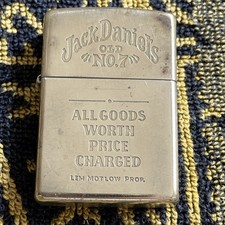 Jack Daniel's
OLD
NO.7
ALL GOODS
WORTH
PRICE
CHARGED
LEM MOTLOW PROP.